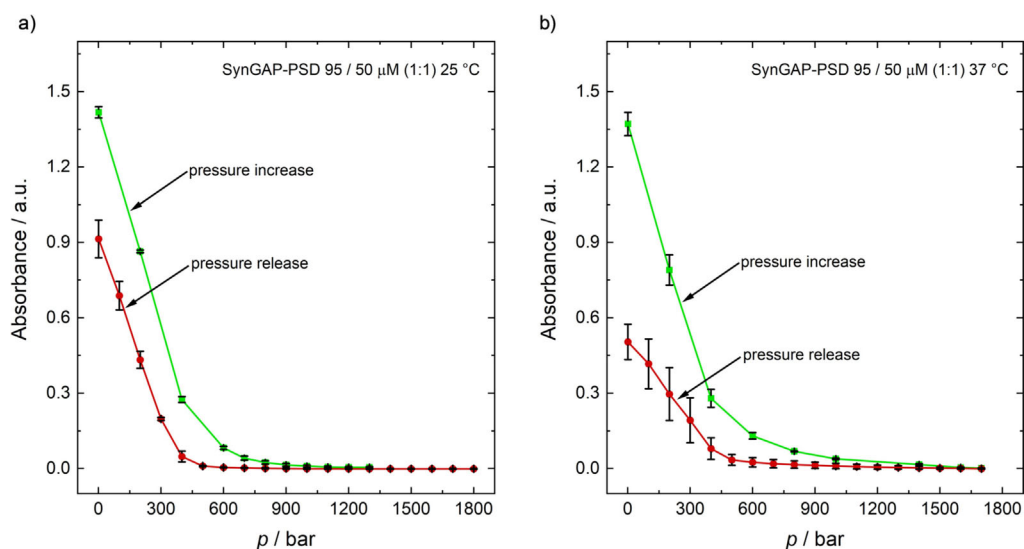 a)
SynGAP-PSD 95 / 50 μM (1:1) 25 °C
1.5
1.2
0.9
0.6
0.3
0.0
Absorbance / a.u.
pressure increase
pressure release
0 300 600 900 1200 1500 1800
p / bar
b)
SynGAP-PSD 95 / 50 μM (1:1) 37 °C
1.5
1.2
0.9
0.6
0.3
0.0
Absorbance / a.u.
pressure increase
pressure release
0 300 600 900 1200 1500 1800
p / bar